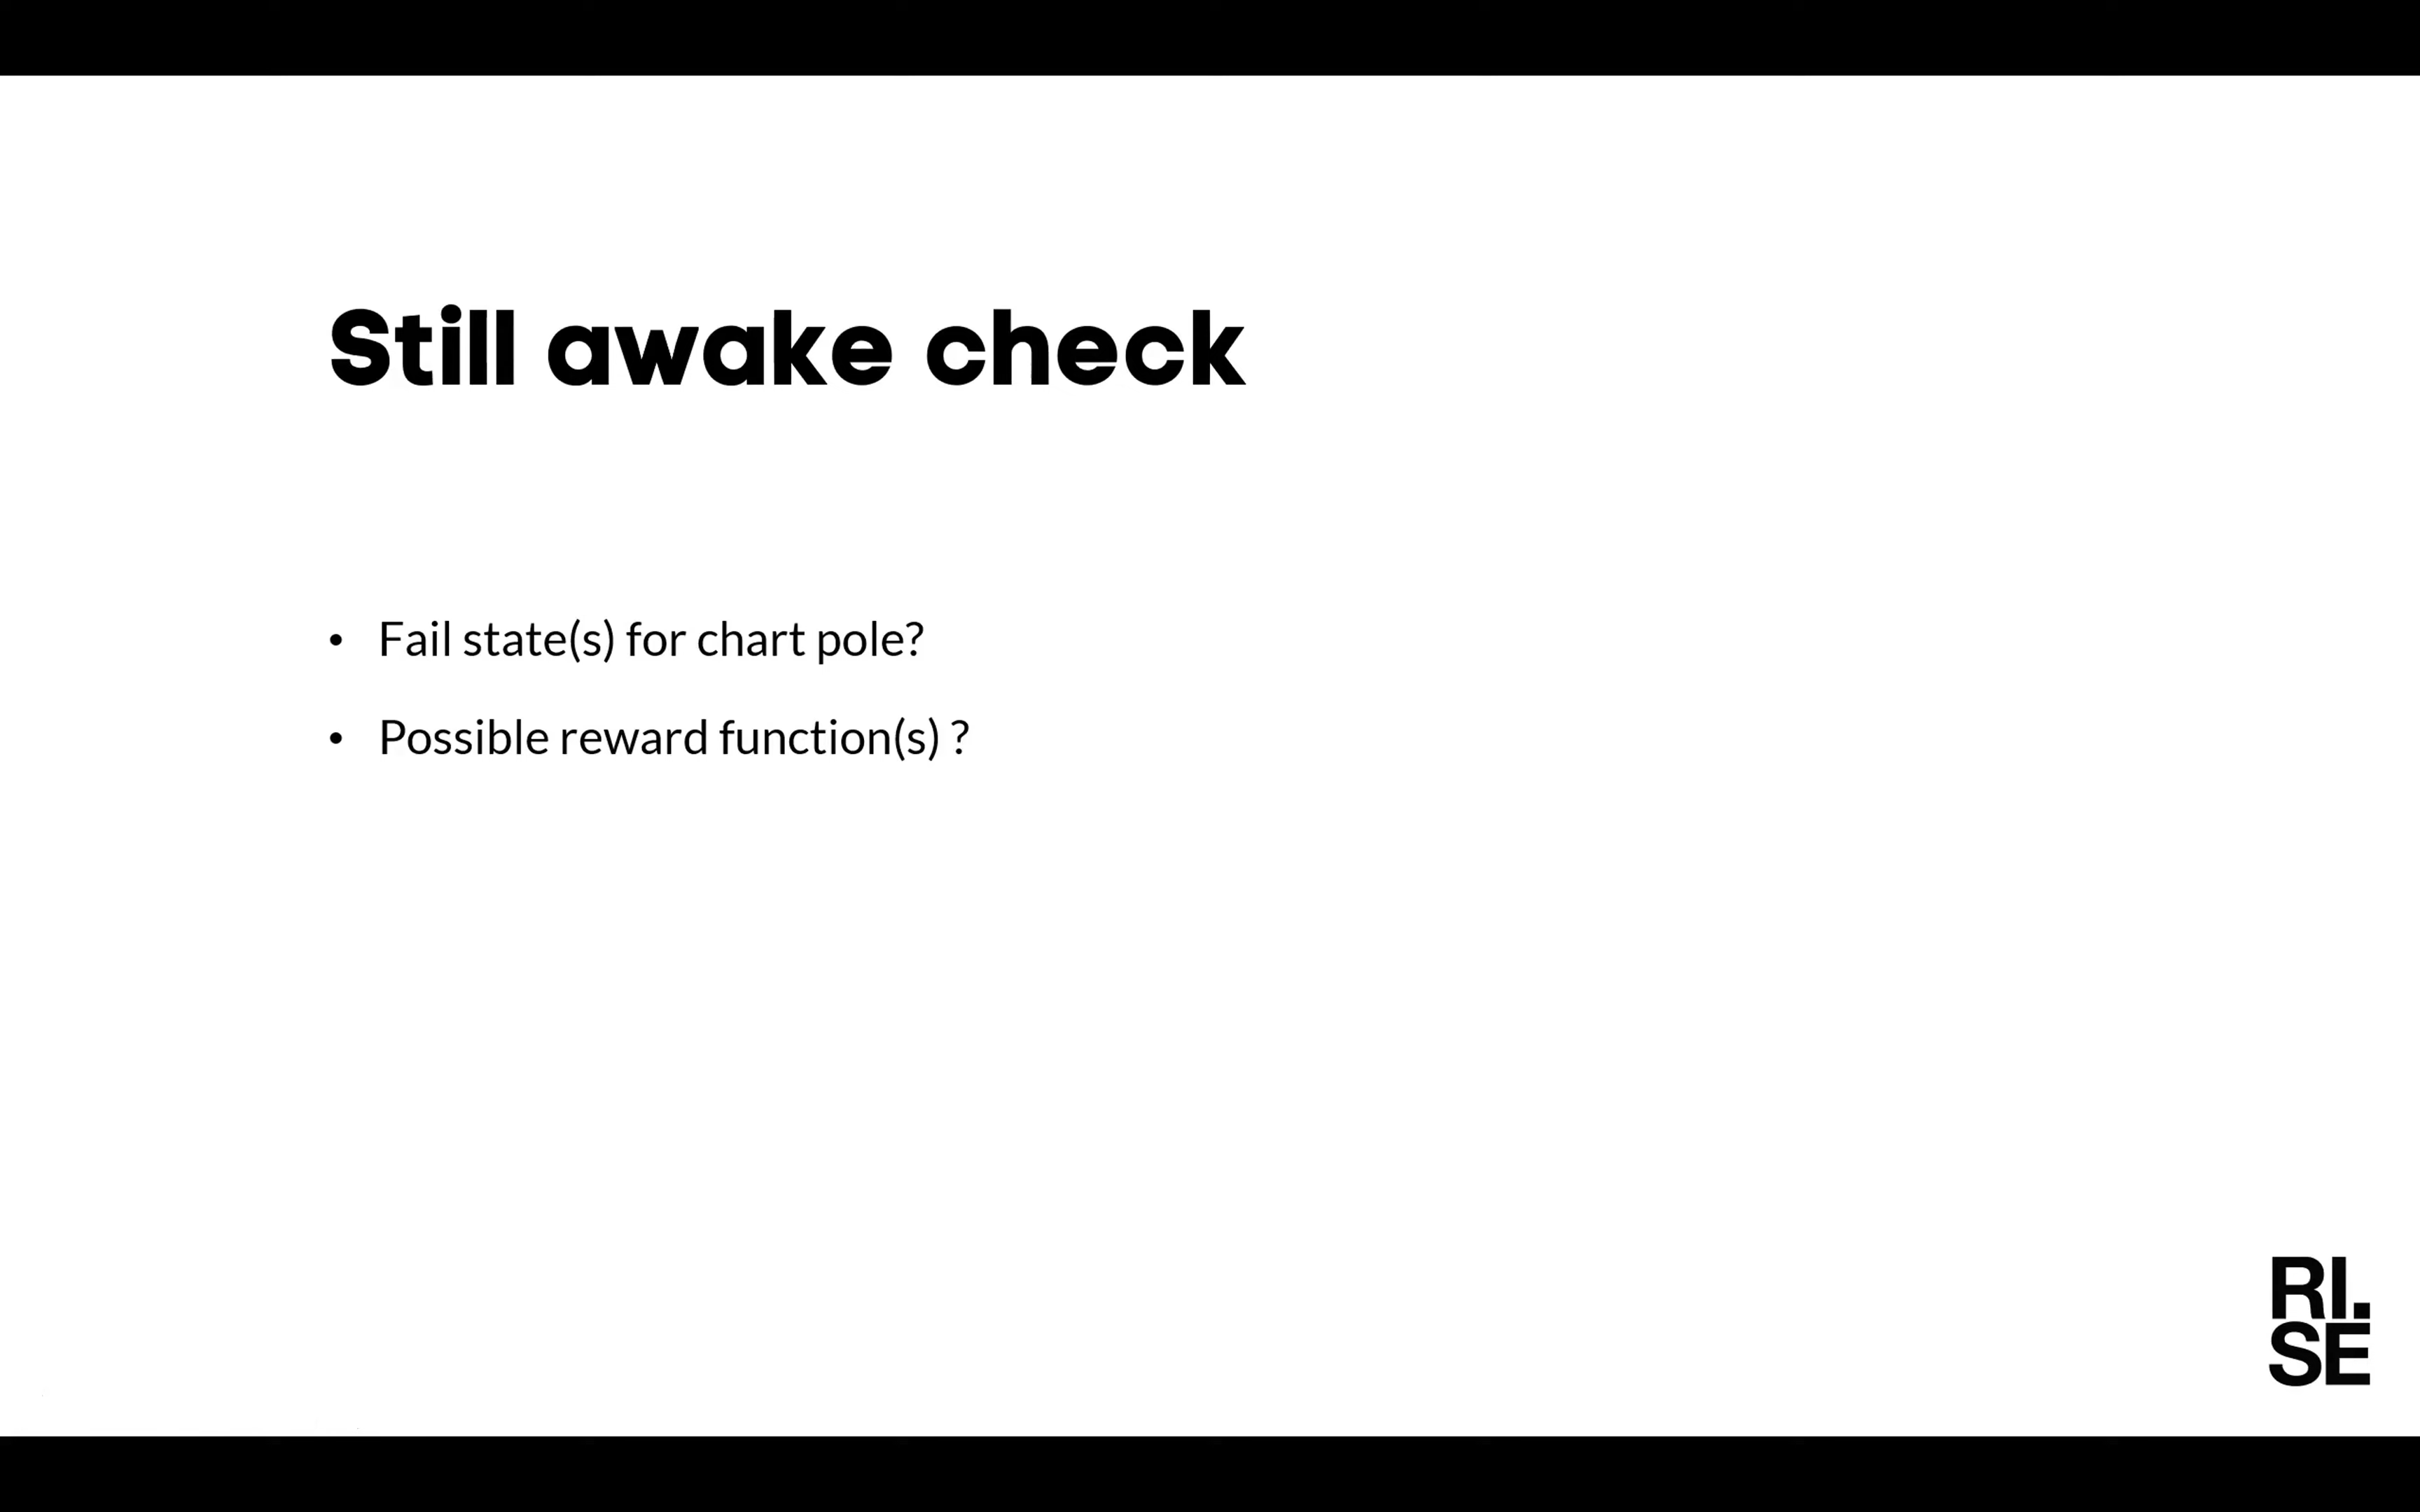 Still awake check
• Fail state(s) for chart pole?
• Possible reward function(s) ?
RI.
SE